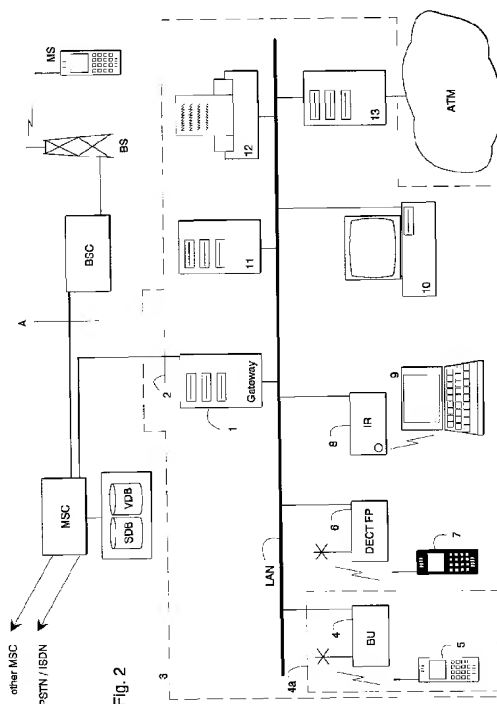 other MSC
PSTN / ISDN
Fig. 2
MSC
SDB
VDB
A
BSC
BS
MS
3
2
1
Gateway
11
12
LAN
4a
4
BU
5
6
DECT FP
7
8
IR
9
10
13
ATM